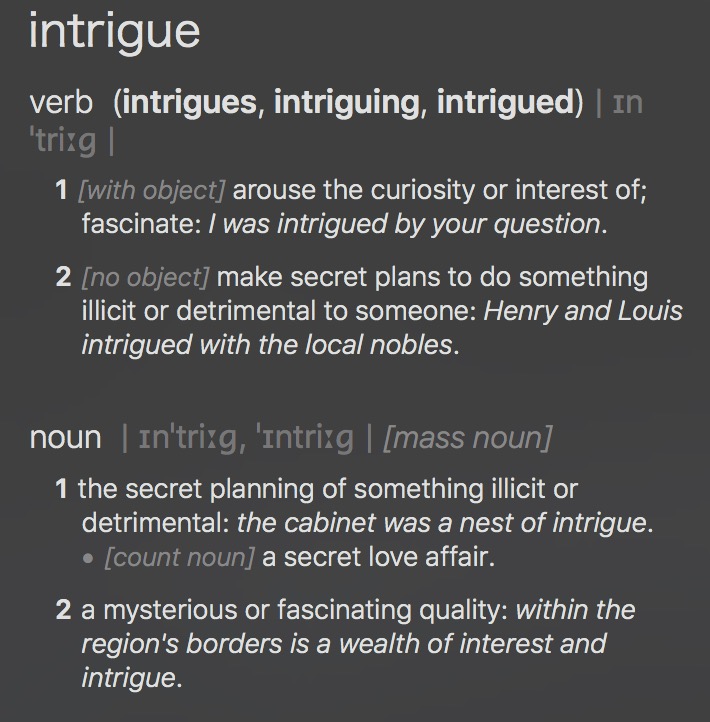 intrigue
verb (intrigues, intriguing, intrigued) | ɪn
ˈtriːɡ |
1 [with object] arouse the curiosity or interest of;
fascinate: I was intrigued by your question.
2 [no object] make secret plans to do something
illicit or detrimental to someone: Henry and Louis
intrigued with the local nobles.
noun | ɪnˈtriːɡ, ˈɪntriːɡ | [mass noun]
1 the secret planning of something illicit or
detrimental: the cabinet was a nest of intrigue.
• [count noun] a secret love affair.
2 a mysterious or fascinating quality: within the
region's borders is a wealth of interest and
intrigue.